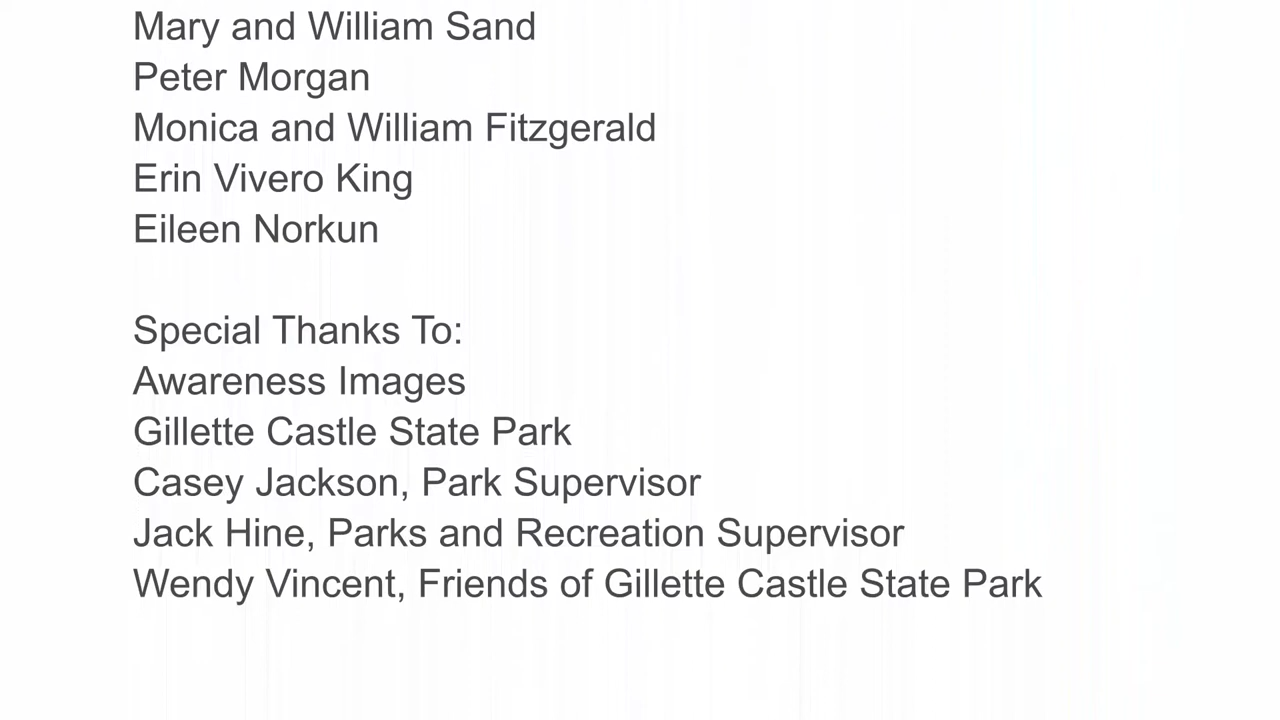 Mary and William Sand
Peter Morgan
Monica and William Fitzgerald
Erin Vivero King
Eileen Norkun
Special Thanks To:
Awareness Images
Gillette Castle State Park
Casey Jackson, Park Supervisor
Jack Hine, Parks and Recreation Supervisor
Wendy Vincent, Friends of Gillette Castle State Park